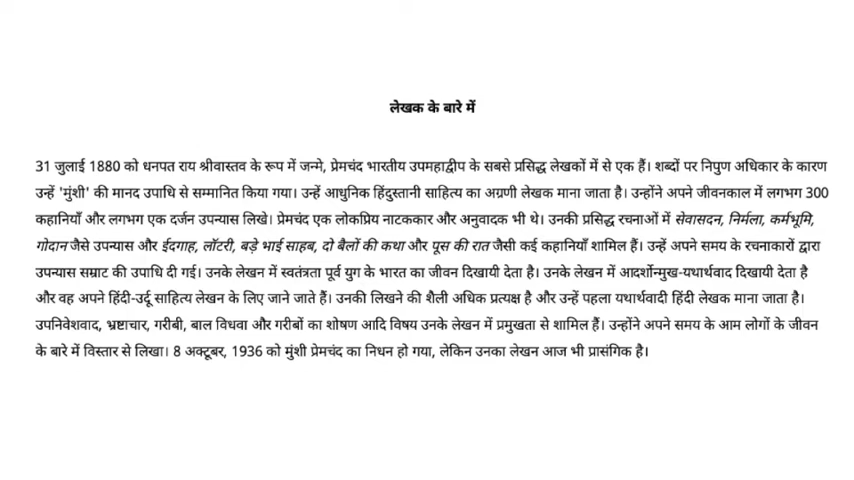 लेखक के बारे में
31 जुलाई 1880 को धनपत राय श्रीवास्तव के रूप में जन्मे, प्रेमचंद भारतीय उपमहाद्वीप के सबसे प्रसिद्ध लेखकों में से एक हैं। शब्दों पर निपुण अधिकार के कारण
उन्हें 'मुंशी' की मानद उपाधि से सम्मानित किया गया। उन्हें आधुनिक हिंदुस्तानी साहित्य का अग्रणी लेखक माना जाता है। उन्होंने अपने जीवनकाल में लगभग 300
कहानियाँ और लगभग एक दर्जन उपन्यास लिखे। प्रेमचंद एक लोकप्रिय नाटककार और अनुवादक भी थे। उनकी प्रसिद्ध रचनाओं में सेवासदन, निर्मला, कर्मभूमि,
गोदान जैसे उपन्यास और ईदगाह, लॉटरी, बड़े भाई साहब, दो बैलों की कथा और पूस की रात जैसी कई कहानियाँ शामिल हैं। उन्हें अपने समय के रचनाकारों द्वारा
उपन्यास सम्राट की उपाधि दी गई। उनके लेखन में स्वतंत्रता पूर्व युग के भारत का जीवन दिखायी देता है। उनके लेखन में आदर्शोन्मुख-यथार्थवाद दिखायी देता है
और वह अपने हिंदी-उर्दू साहित्य लेखन के लिए जाने जाते हैं। उनकी लिखने की शैली अधिक प्रत्यक्ष है और उन्हें पहला यथार्थवादी हिंदी लेखक माना जाता है।
उपनिवेशवाद, भ्रष्टाचार, गरीबी, बाल विधवा और गरीबों का शोषण आदि विषय उनके लेखन में प्रमुखता से शामिल हैं। उन्होंने अपने समय के आम लोगों के जीवन
के बारे में विस्तार से लिखा। 8 अक्टूबर, 1936 को मुंशी प्रेमचंद का निधन हो गया, लेकिन उनका लेखन आज भी प्रासंगिक है।